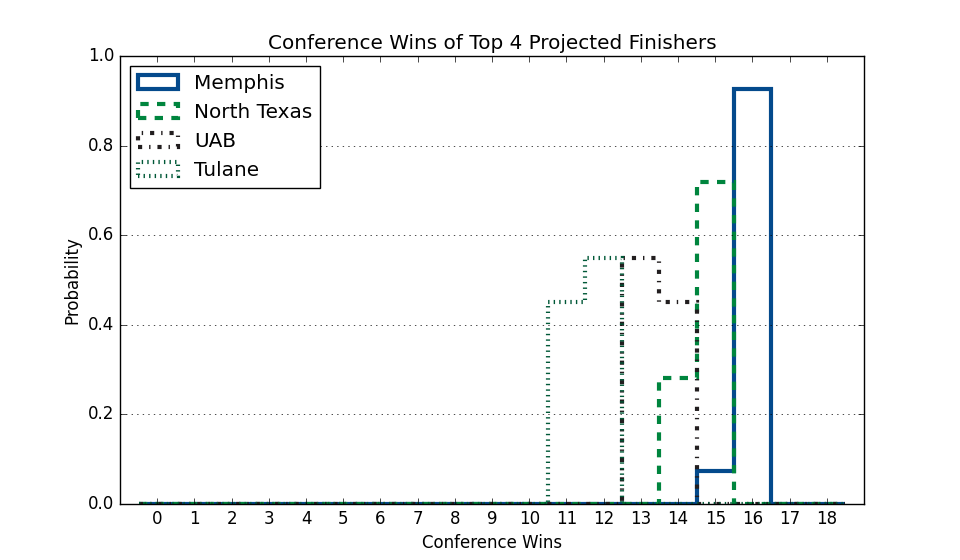 Conference Wins of Top 4 Projected Finishers
1.0
0.8
0.6
0.4
0.2
0.0
Probability
Memphis
North Texas
UAB
Tulane
0 1 2 3 4 5 6 7 8 9 10 11 12 13 14 15 16 17 18
Conference Wins